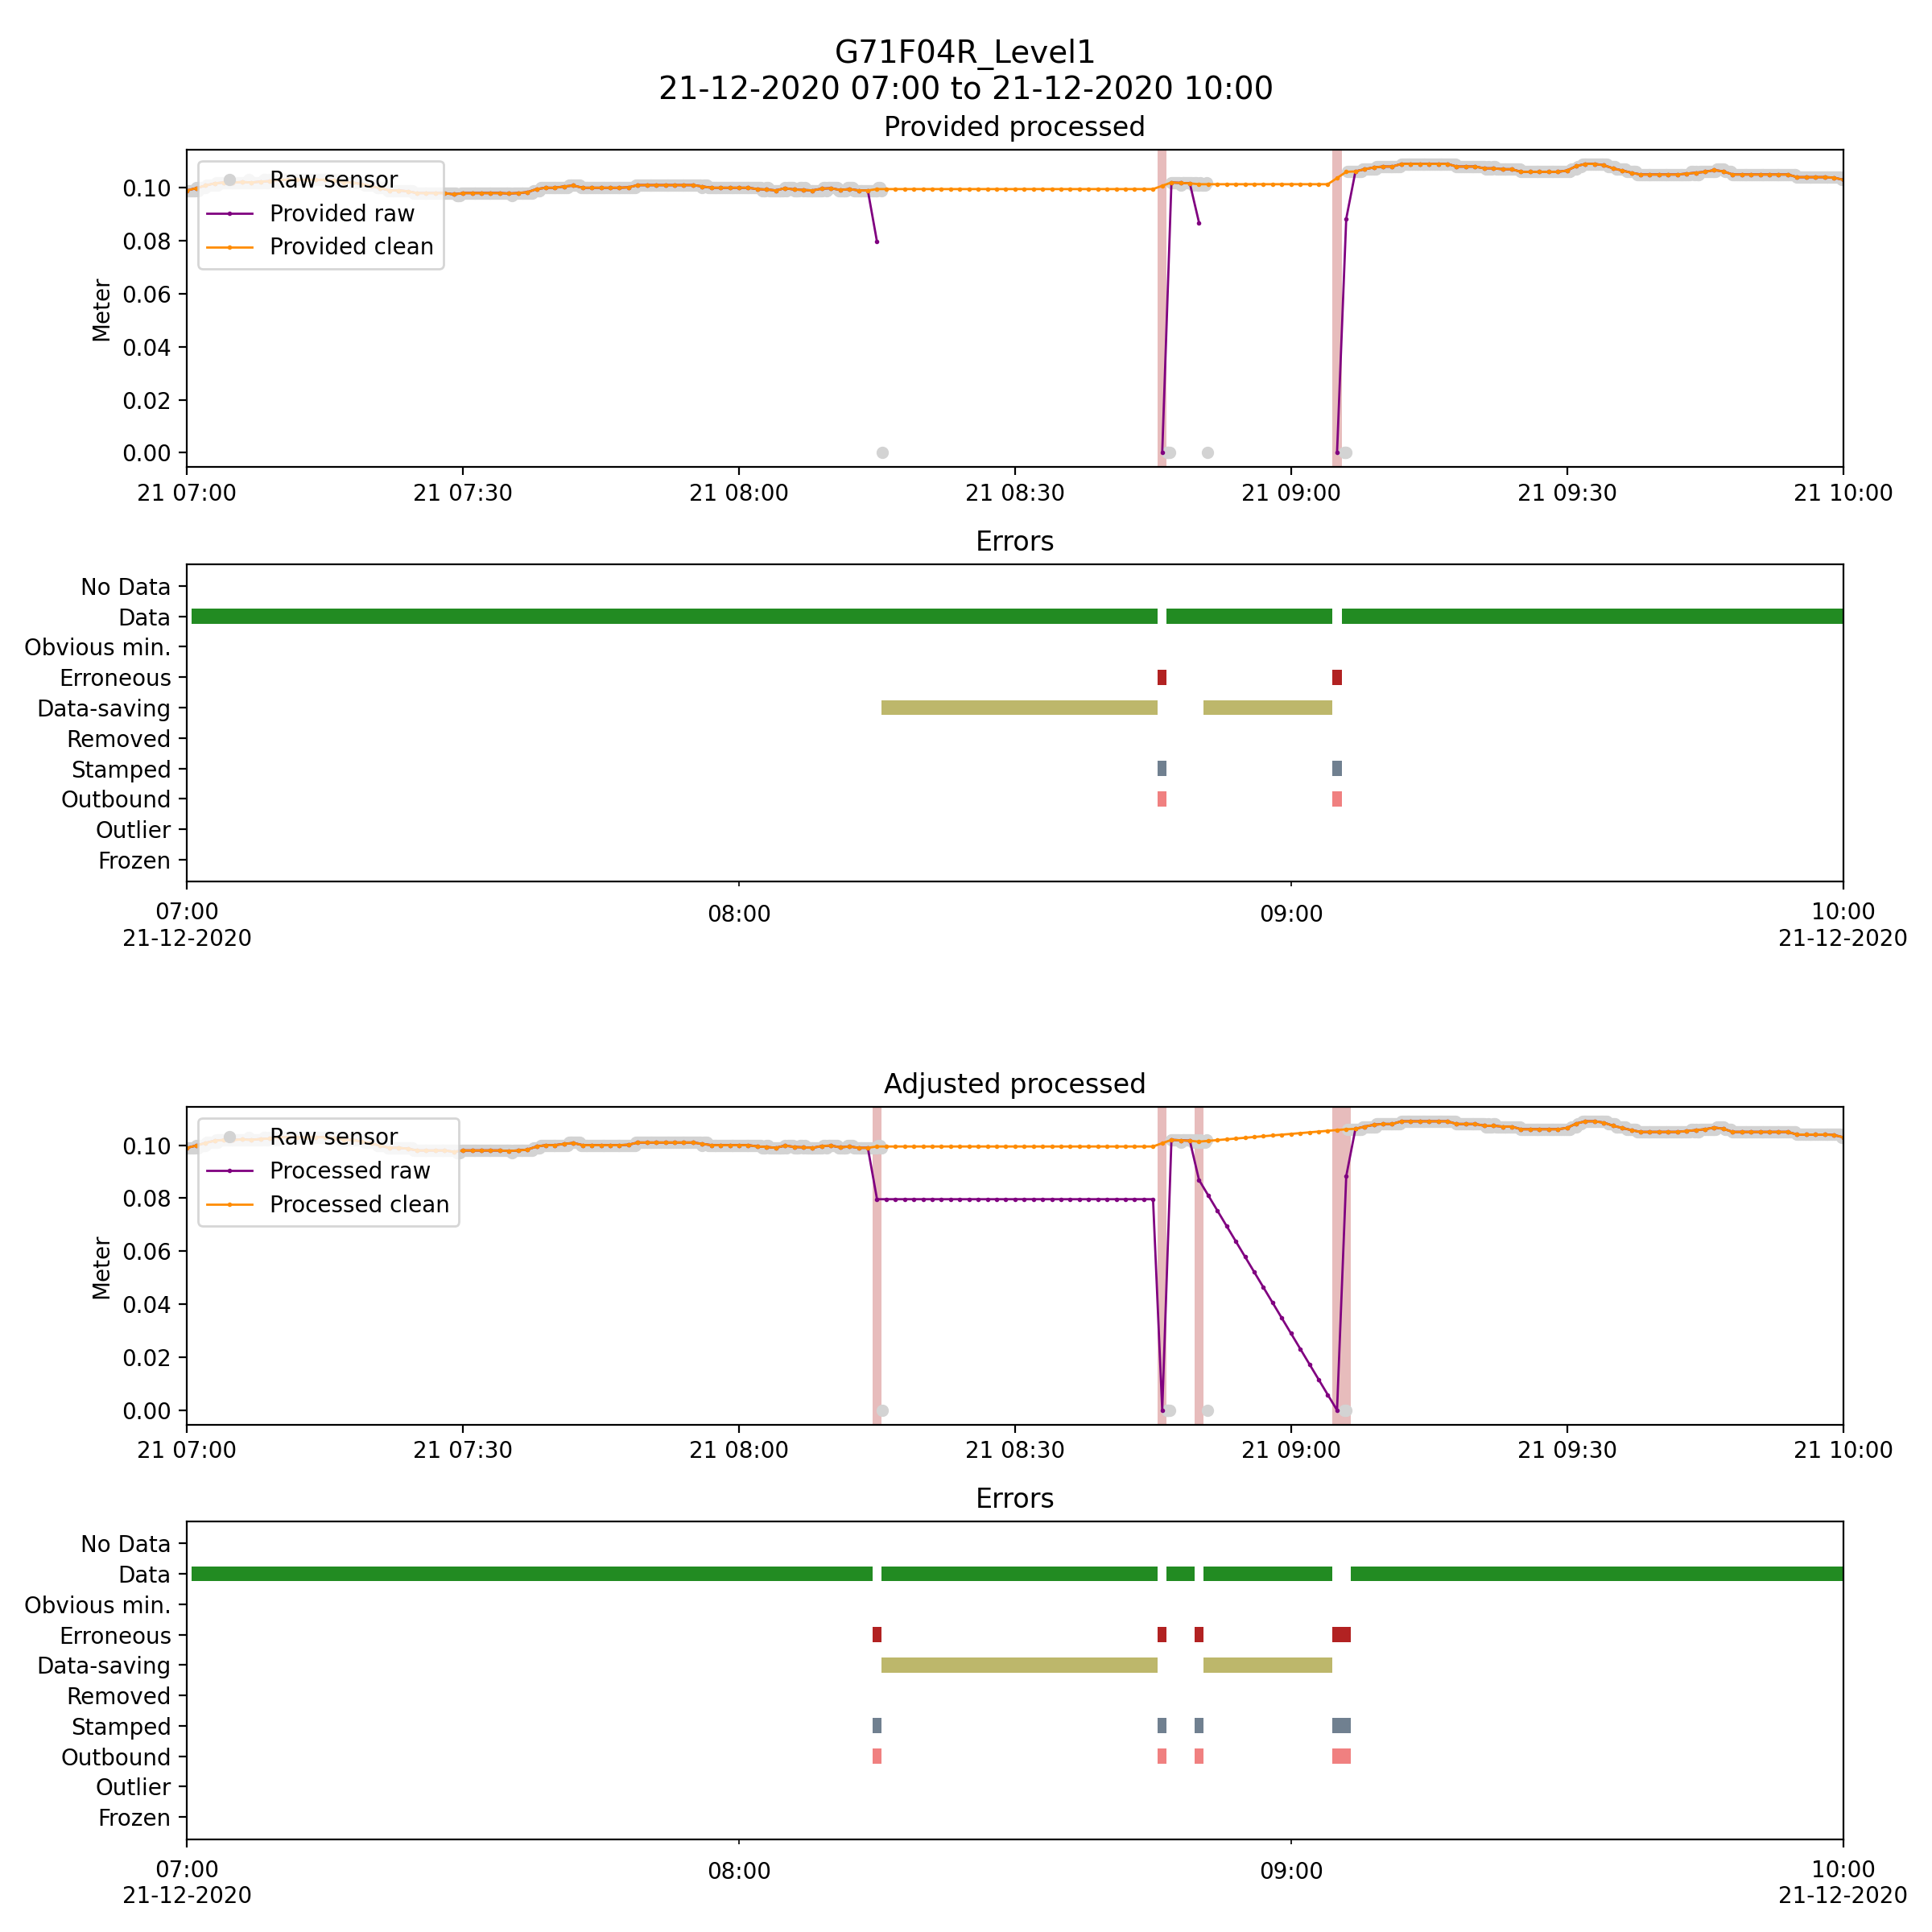 G71F04R_Level1
21-12-2020 07:00 to 21-12-2020 10:00
Provided processed
Raw sensor
Provided raw
Provided clean
Meter
0.10
0.08
0.06
0.04
0.02
0.00
21 07:00 21 07:30 21 08:00 21 08:30 21 09:00 21 09:30 21 10:00
Errors
No Data
Data
Obvious min.
Erroneous
Data-saving
Removed
Stamped
Outbound
Outlier
Frozen
07:00 08:00 09:00 10:00
21-12-2020 21-12-2020
Adjusted processed
Raw sensor
Processed raw
Processed clean
Meter
0.10
0.08
0.06
0.04
0.02
0.00
21 07:00 21 07:30 21 08:00 21 08:30 21 09:00 21 09:30 21 10:00
Errors
No Data
Data
Obvious min.
Erroneous
Data-saving
Removed
Stamped
Outbound
Outlier
Frozen
07:00 08:00 09:00 10:00
21-12-2020 21-12-2020